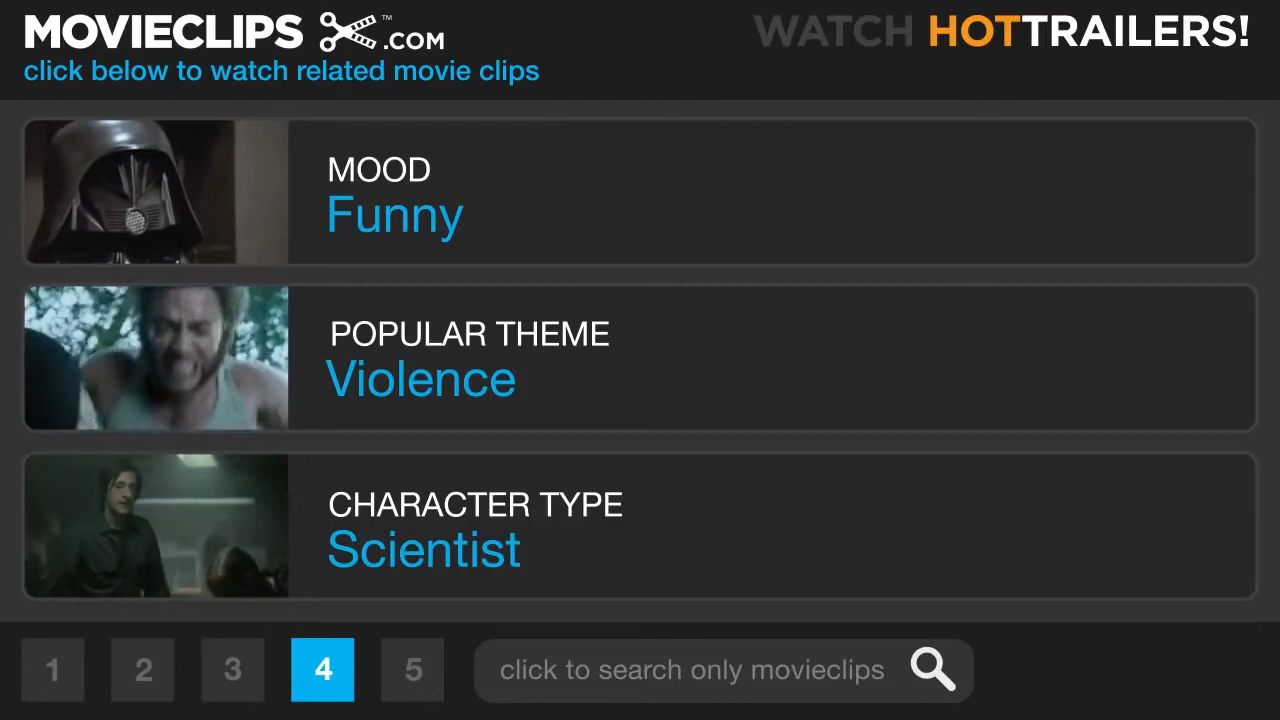 MOVIECLIPS ™ .COM
WATCH HOTTRAILERS!
click below to watch related movie clips
MOOD
Funny
POPULAR THEME
Violence
CHARACTER TYPE
Scientist
1 2 3 4 5 click to search only movieclips